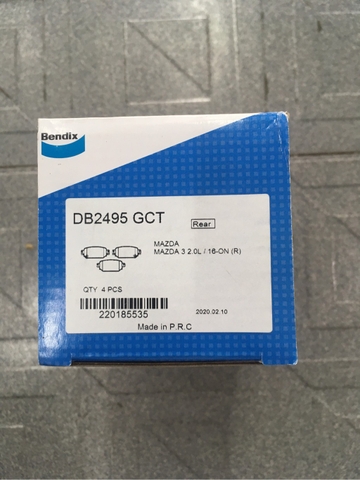 Bendix
DB2495 GCT
Rear
MAZDA
MAZDA 3 2.0L /.16-ON (R)
QTY 4 PCS
220185535
2020.02.10
Made in P.R.C